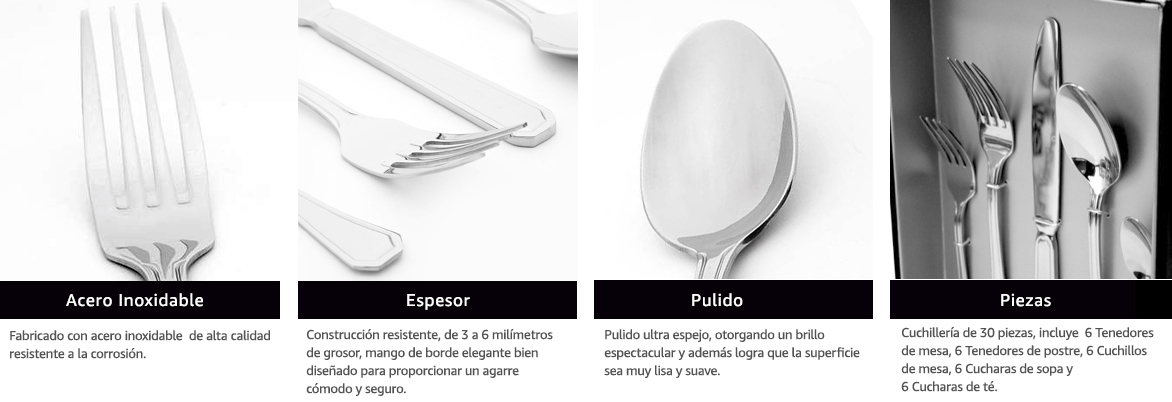 Acero Inoxidable
Fabricado con acero inoxidable de alta calidad
resistente a la corrosión.
Espesor
Construcción resistente, de 3 a 6 milímetros
de grosor, mango de borde elegante bien
diseñado para proporcionar un agarre
cómodo y seguro.
Pulido
Pulido ultra espejo, otorgando un brillo
espectacular y además logra que la superficie
sea muy lisa y suave.
Piezas
Cuchillería de 30 piezas, incluye 6 Tenedores
de mesa, 6 Tenedores de postre, 6 Cuchillos
de mesa, 6 Cucharas de sopa y
6 Cucharas de té.